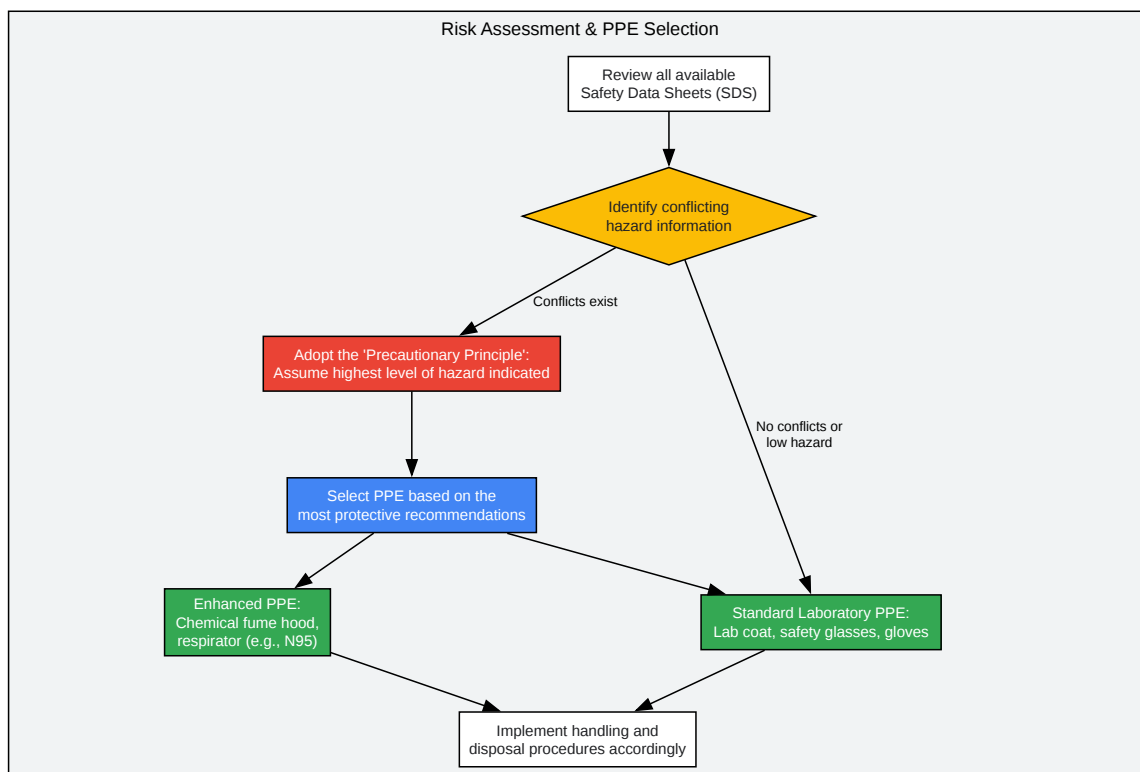 Risk Assessment & PPE Selection
Review all available
Safety Data Sheets (SDS)
Identify conflicting
hazard information
Conflicts exist
Adopt the 'Precautionary Principle':
Assume highest level of hazard indicated
No conflicts or
low hazard
Select PPE based on the
most protective recommendations
Enhanced PPE:
Chemical fume hood,
respirator (e.g., N95)
Standard Laboratory PPE:
Lab coat, safety glasses, gloves
Implement handling and
disposal procedures accordingly